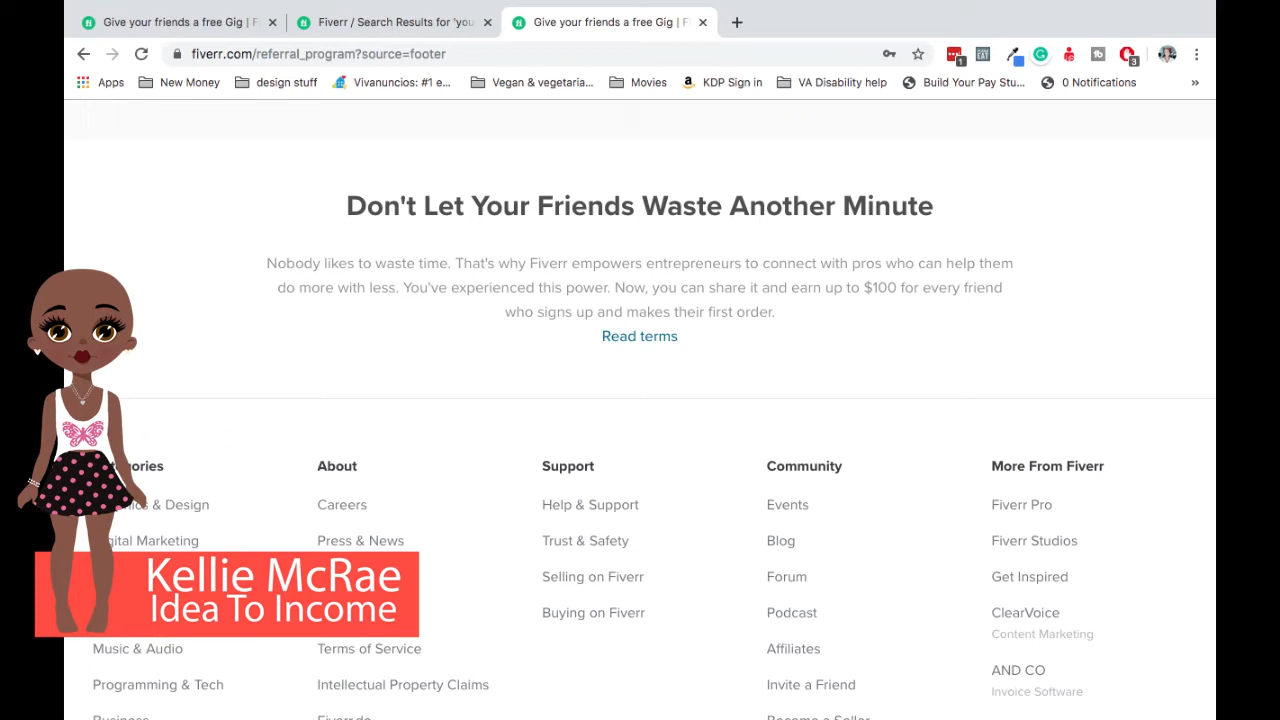 Give your friends a free Gig | F
Fiverr / Search Results for 'you
Give your friends a free Gig | F
fiverr.com/referral_program?source=footer
1
3
Apps
New Money
design stuff
Vivanuncios: #1 e...
Vegan & vegetaria...
Movies
KDP Sign in
VA Disability help
Build Your Pay Stu...
0 Notifications
»
Don't Let Your Friends Waste Another Minute
Nobody likes to waste time. That's why Fiverr empowers entrepreneurs to connect with pros who can help them
do more with less. You've experienced this power. Now, you can share it and earn up to $100 for every friend
who signs up and makes their first order.
Read terms
ories
About
Support
Community
More From Fiverr
ics & Design
Careers
Help & Support
Events
Fiverr Pro
gital Marketing
Press & News
Trust & Safety
Blog
Fiverr Studios
Kellie McRae
Idea To Income
Selling on Fiverr
Forum
Get Inspired
Buying on Fiverr
Podcast
ClearVoice
Content Marketing
Music & Audio
Terms of Service
Affiliates
AND CO
Programming & Tech
Intellectual Property Claims
Invite a Friend
Invoice Software